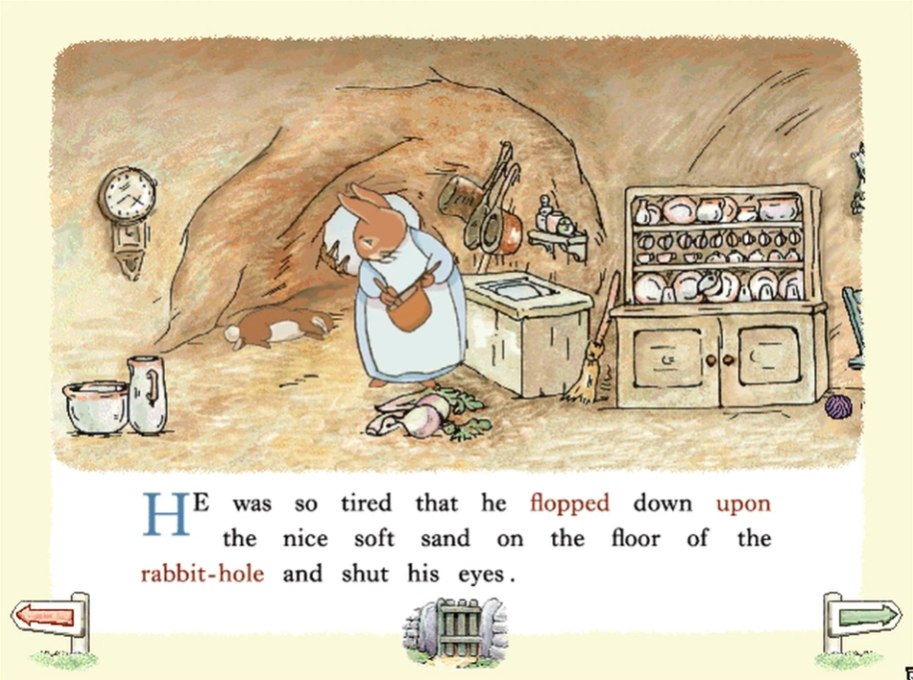 HE was so tired that he flopped down upon
the nice soft sand on the floor of the
rabbit-hole and shut his eyes.